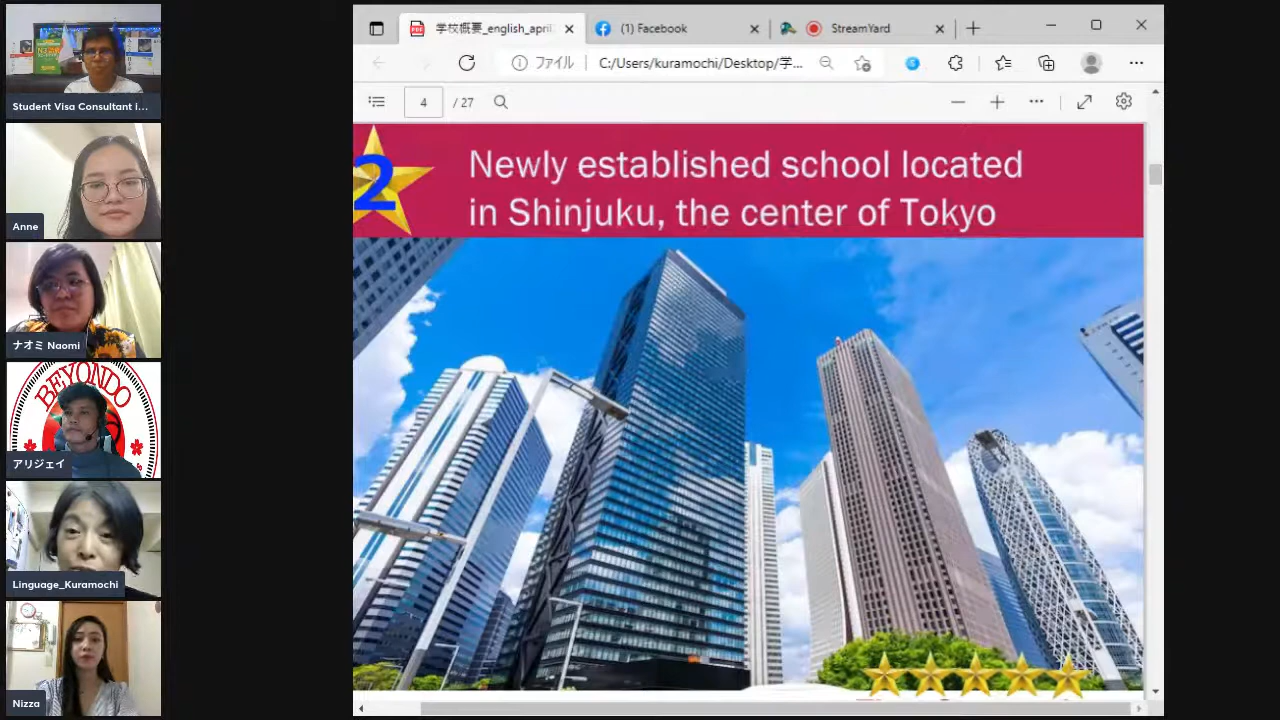 Student Visa Consultant i...
Anne
ナオミ Naomi
BEYONDO
アリジェイ
Linguage_Kuramochi
Nizza
学校概要_english_april
(1) Facebook
StreamYard
ファイル
C:/Users/kuramochi/Desktop/学...
4
/ 27
2
Newly established school located
in Shinjuku, the center of Tokyo